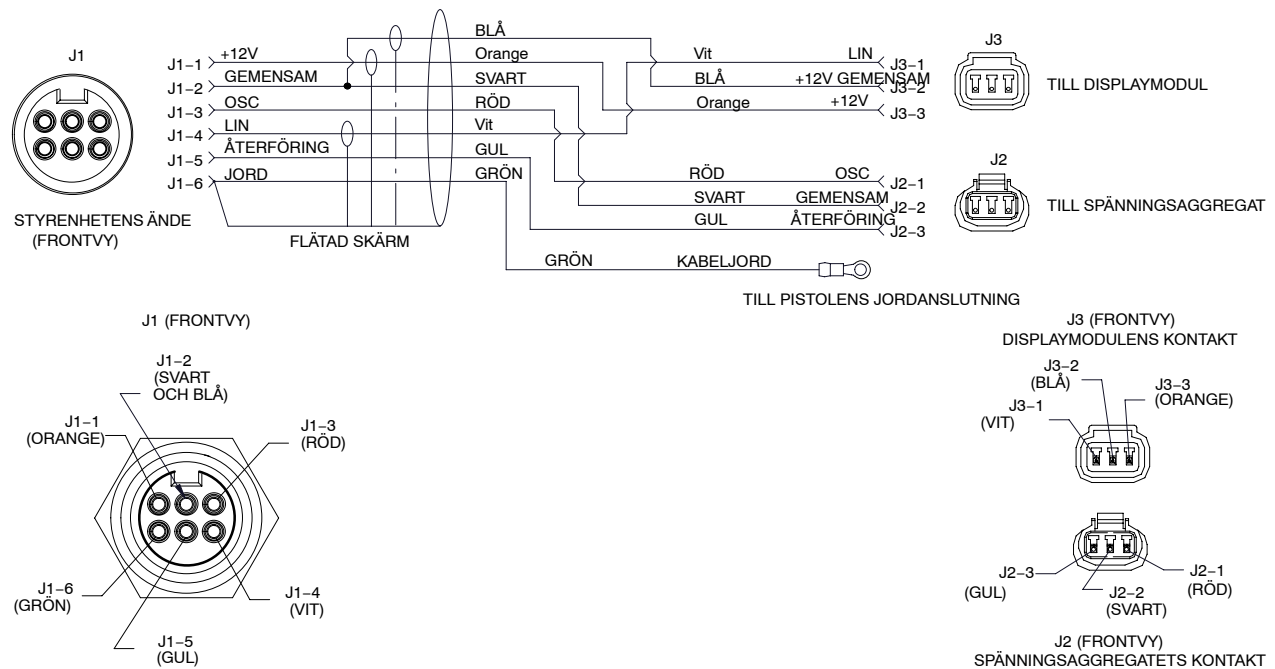 J1
J1-1
+12V
J1-2
GEMENSAM
J1-3
OSC
J1-4
LIN
J1-5
ÅTERFÖRING
J1-6
JORD
STYRENHETENS ÄNDE
(FRONTVY)
FLÄTAD SKÄRM
BLÅ
Orange
SVART
RÖD
Vit
GUL
GRÖN
Vit
LIN
J3-1
BLÅ
+12V GEMENSAM
J3-2
Orange
+12V
J3-3
J3
TILL DISPLAYMODUL
RÖD
OSC
J2-1
SVART
GEMENSAM
J2-2
GUL
ÅTERFÖRING
J2-3
J2
TILL SPÄNNINGSAGGREGAT
GRÖN
KABELJORD
TILL PISTOLENS JORDANSLUTNING
J1 (FRONTVY)
J1-2
(SVART
OCH BLÅ)
J1-1
(ORANGE)
J1-3
(RÖD)
J1-6
(GRÖN)
J1-4
(VIT)
J1-5
(GUL)
J3 (FRONTVY)
DISPLAYMODULENS KONTAKT
J3-2
(BLÅ)
J3-3
(ORANGE)
J3-1
(VIT)
J2-3
(GUL)
J2-1
(RÖD)
J2-2
(SVART)
J2 (FRONTVY)
SPÄNNINGSAGGREGATETS KONTAKT